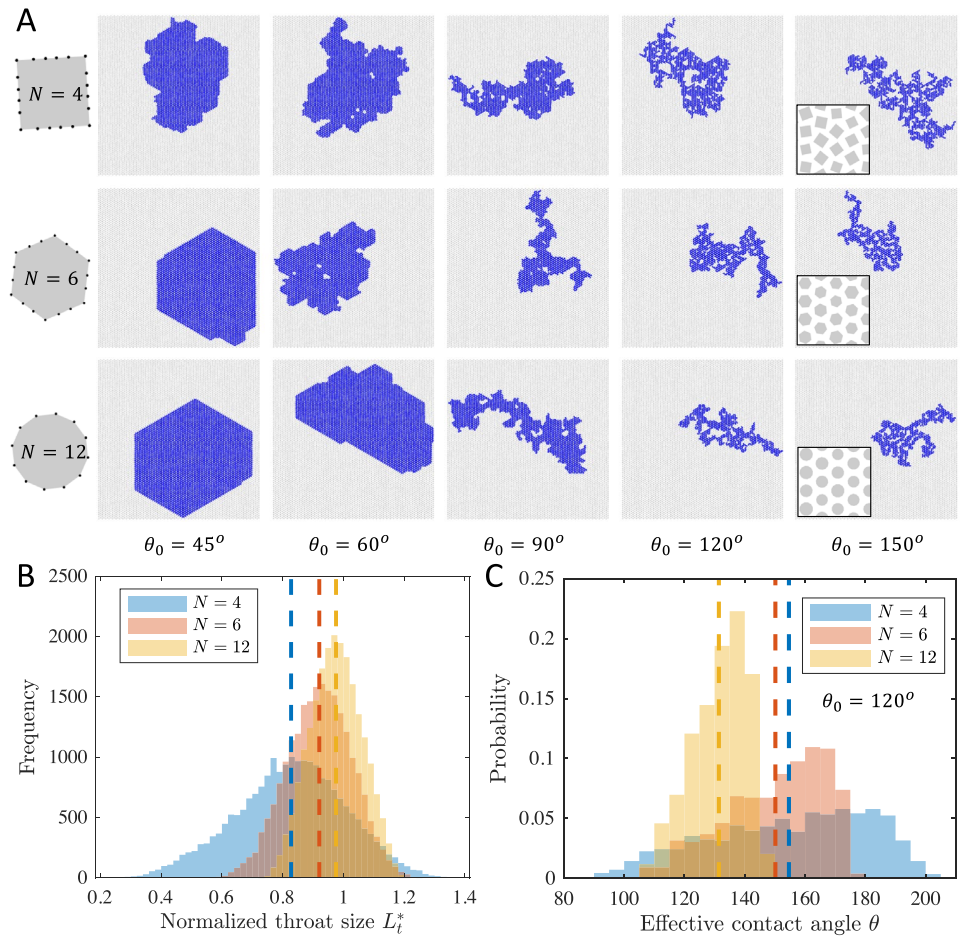 A
N = 4
N = 6
N = 12
θ₀ = 45ᵒ
θ₀ = 60ᵒ
θ₀ = 90ᵒ
θ₀ = 120ᵒ
θ₀ = 150ᵒ
B
2500
2000
1500
1000
500
0
Frequency
N = 4
N = 6
N = 12
0.2
0.4
0.6
0.8
1
1.2
1.4
Normalized throat size Lₜ*
C
0.25
0.2
0.15
0.1
0.05
0
Probability
N = 4
N = 6
N = 12
θ₀ = 120ᵒ
80
100
120
140
160
180
200
Effective contact angle θ